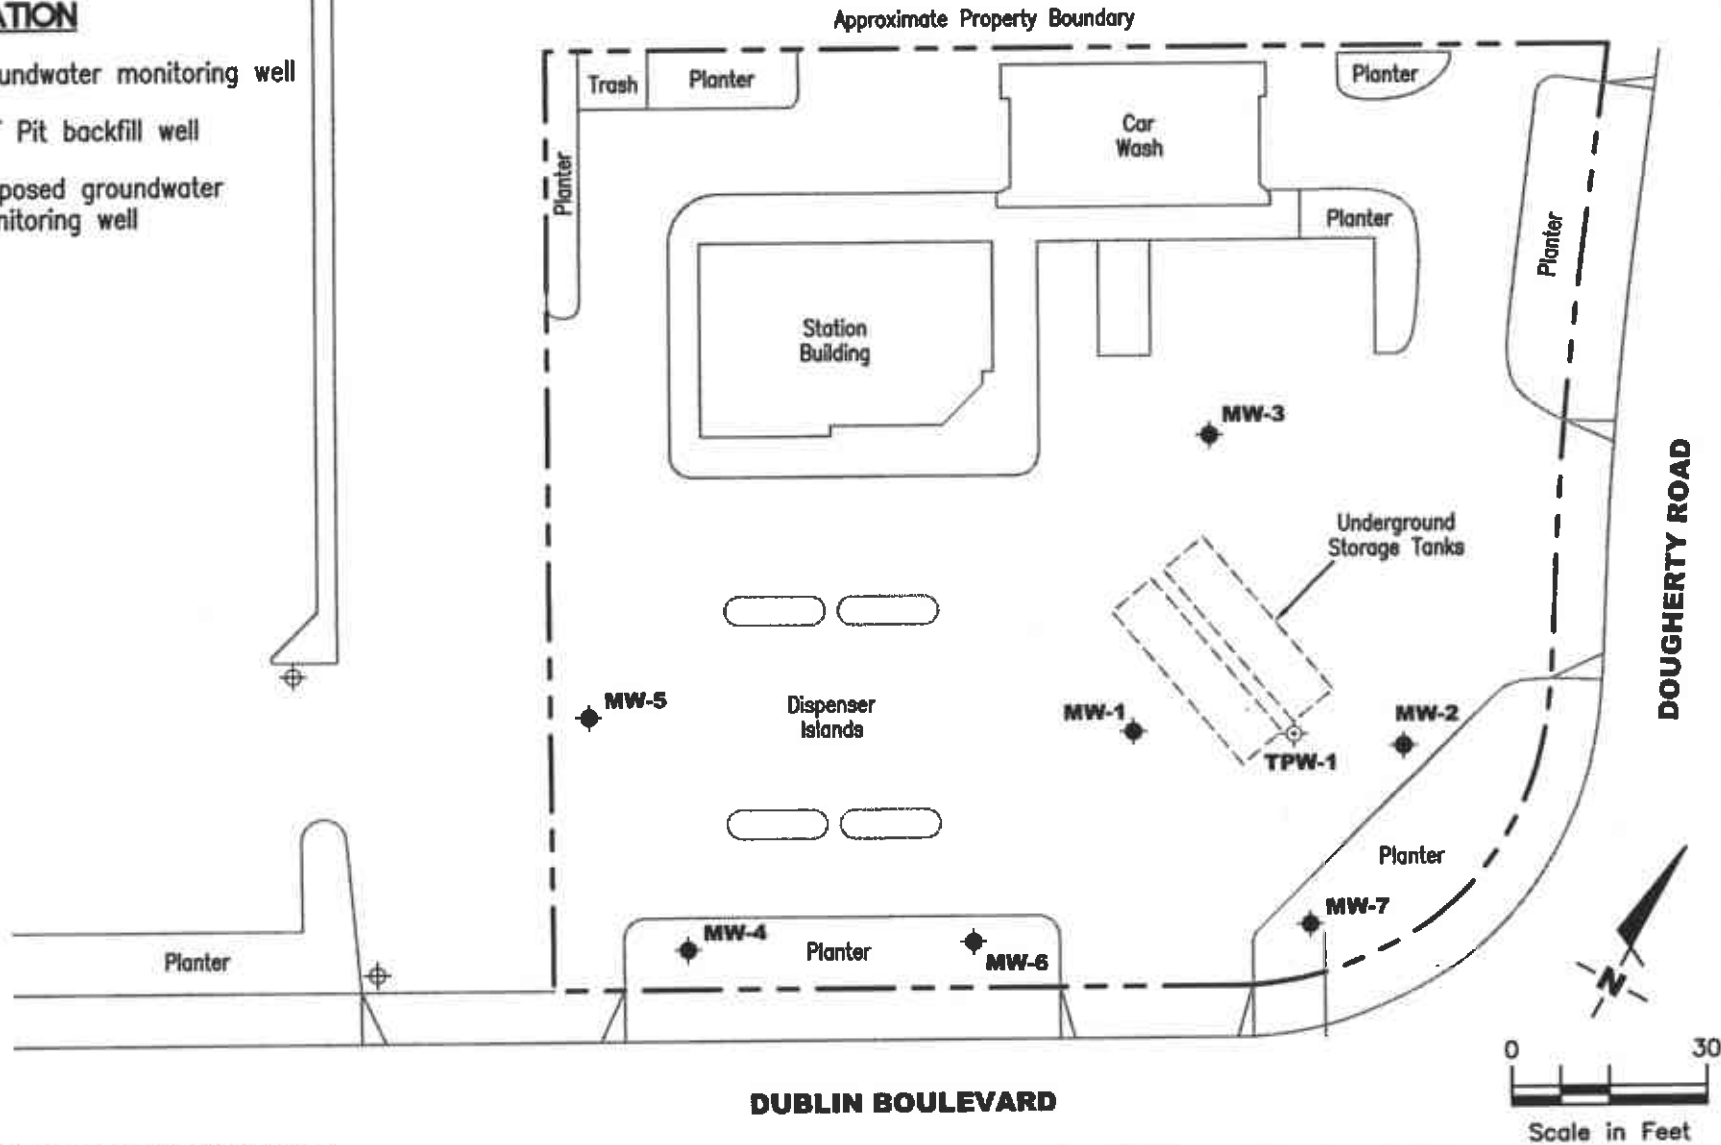 Approximate Property Boundary
undwater monitoring well
Pit backfill well
posed groundwater
nitoring well
Trash
Planter
Planter
Car
Wash
Planter
Planter
Planter
Planter
Station
Building
MW-3
Underground
Storage Tanks
DOUGHERTY ROAD
MW-5
Dispenser
Islands
MW-1
MW-2
TPW-1
Planter
MW-7
MW-4
Planter
MW-6
Planter
N
0 30
Scale in Feet
DUBLIN BOULEVARD